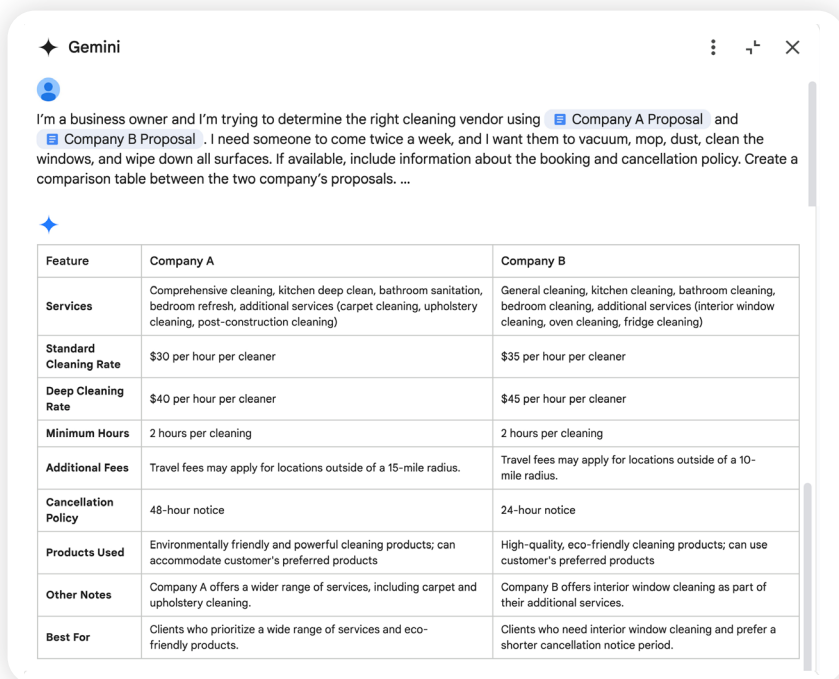 Gemini
I'm a business owner and I'm trying to determine the right cleaning vendor using Company A Proposal and
Company B Proposal . I need someone to come twice a week, and I want them to vacuum, mop, dust, clean the
windows, and wipe down all surfaces. If available, include information about the booking and cancellation policy. Create a
comparison table between the two company's proposals. ...
Feature Company A Company B
Services
Comprehensive cleaning, kitchen deep clean, bathroom sanitation,
bedroom refresh, additional services (carpet cleaning, upholstery
cleaning, post-construction cleaning)
General cleaning, kitchen cleaning, bathroom cleaning,
bedroom cleaning, additional services (interior window
cleaning, oven cleaning, fridge cleaning)
Standard
Cleaning Rate
$30 per hour per cleaner
$35 per hour per cleaner
Deep Cleaning
Rate
$40 per hour per cleaner
$45 per hour per cleaner
Minimum Hours
2 hours per cleaning
2 hours per cleaning
Additional Fees
Travel fees may apply for locations outside of a 15-mile radius.
Travel fees may apply for locations outside of a 10-
mile radius.
Cancellation
Policy
48-hour notice
24-hour notice
Products Used
Environmentally friendly and powerful cleaning products; can
accommodate customer's preferred products
High-quality, eco-friendly cleaning products; can use
customer's preferred products
Other Notes
Company A offers a wider range of services, including carpet and
upholstery cleaning.
Company B offers interior window cleaning as part of
their additional services.
Best For
Clients who prioritize a wide range of services and eco-
friendly products.
Clients who need interior window cleaning and prefer a
shorter cancellation notice period.